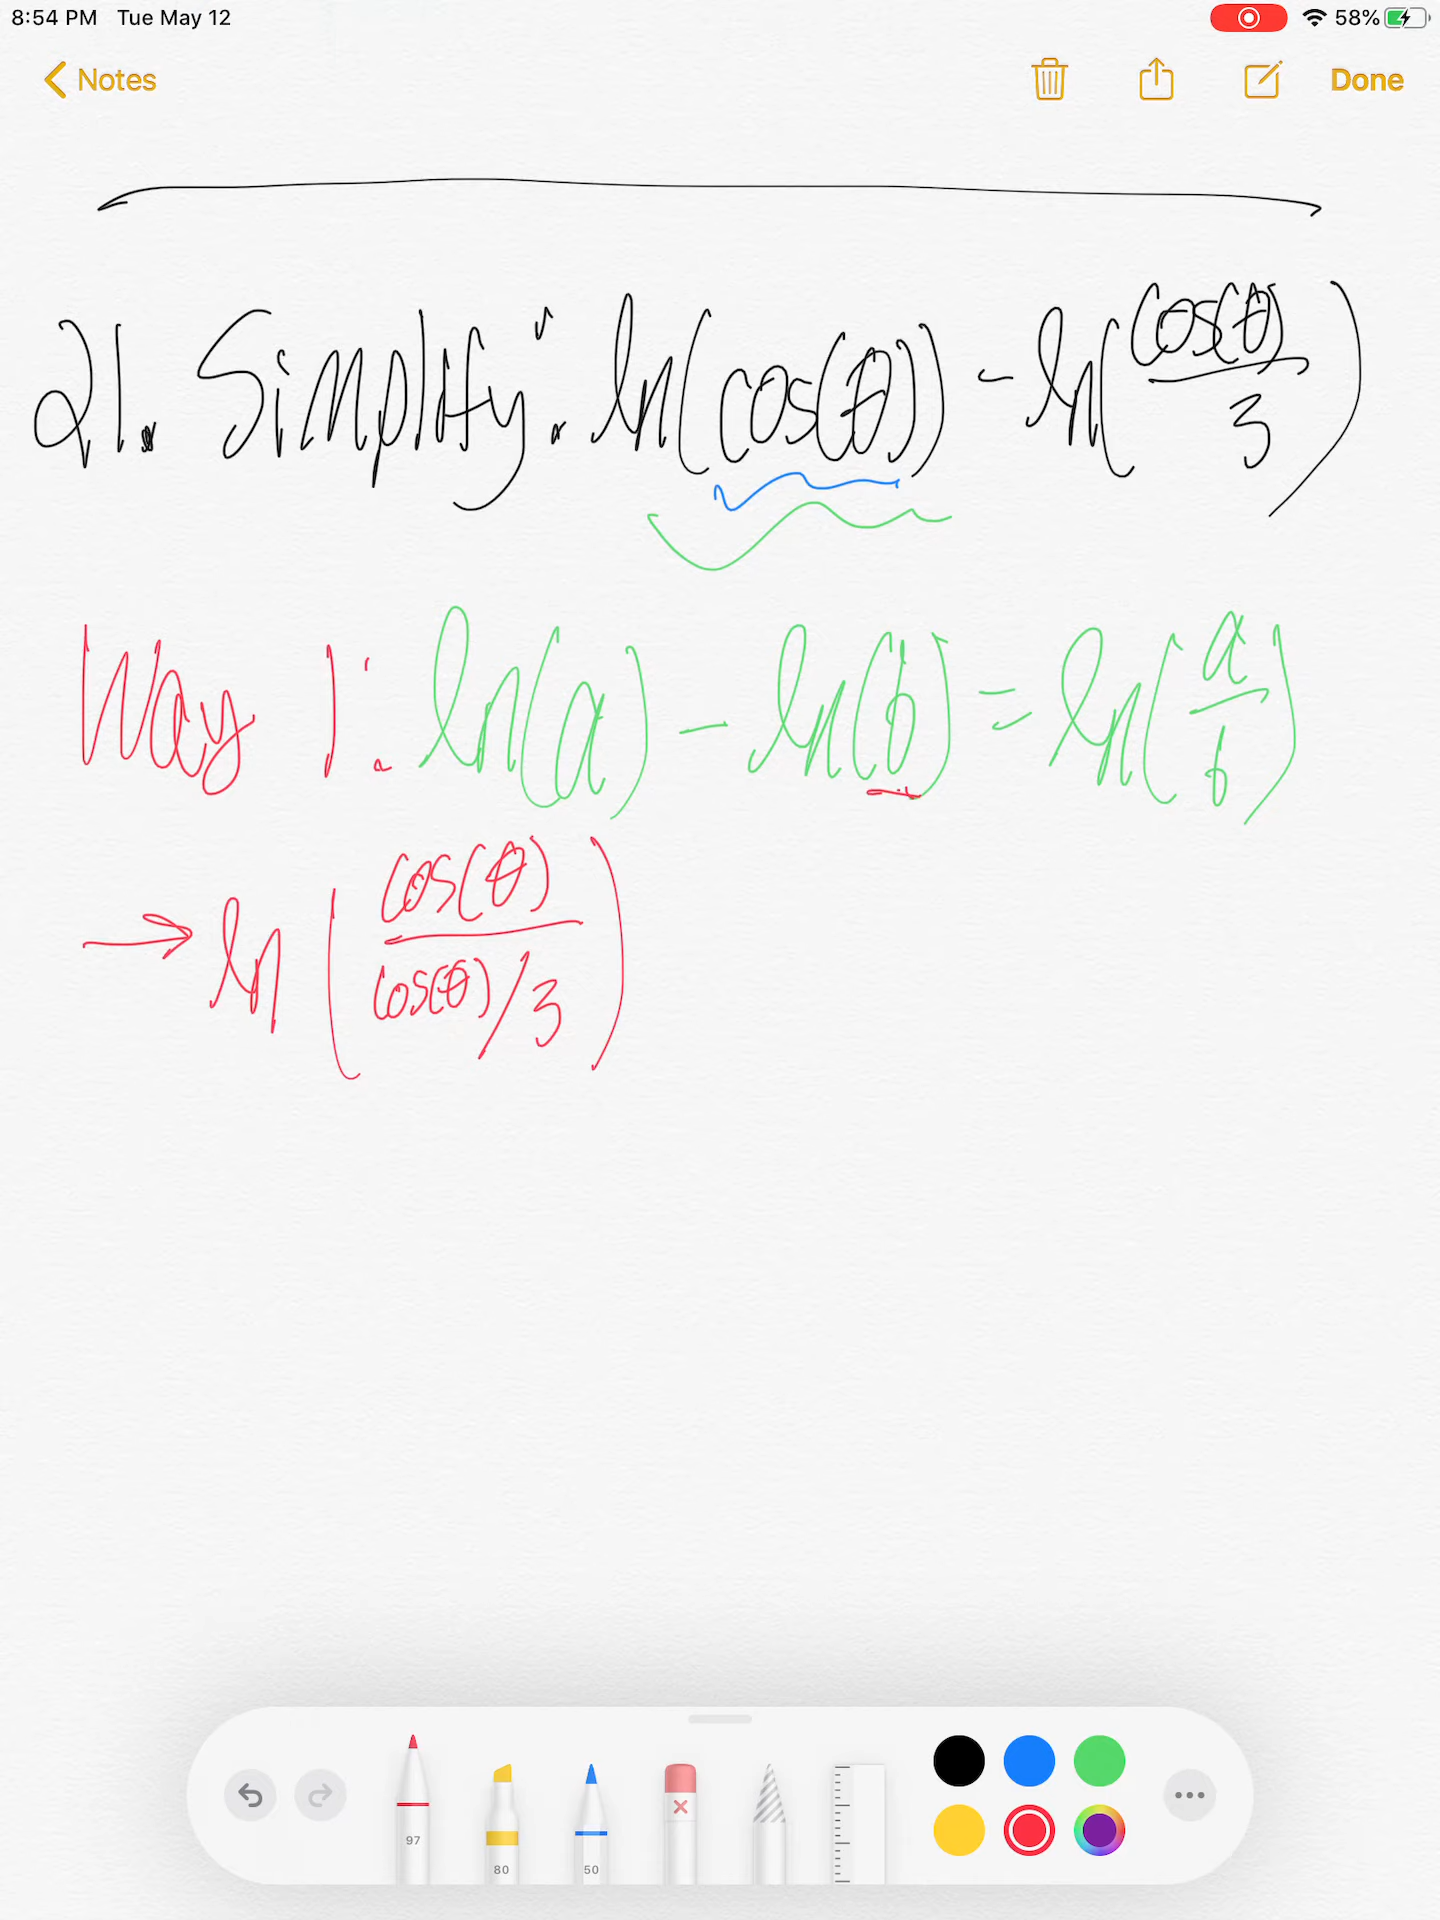 8:54 PM Tue May 12 58%
Notes Done
21. Simplify: ln(cos(θ)) - ln(cos(θ)/3)
Way 1: ln(a) - ln(b) = ln(a/b)
→ ln(cos(θ)/(cos(θ)/3))
97 80 50